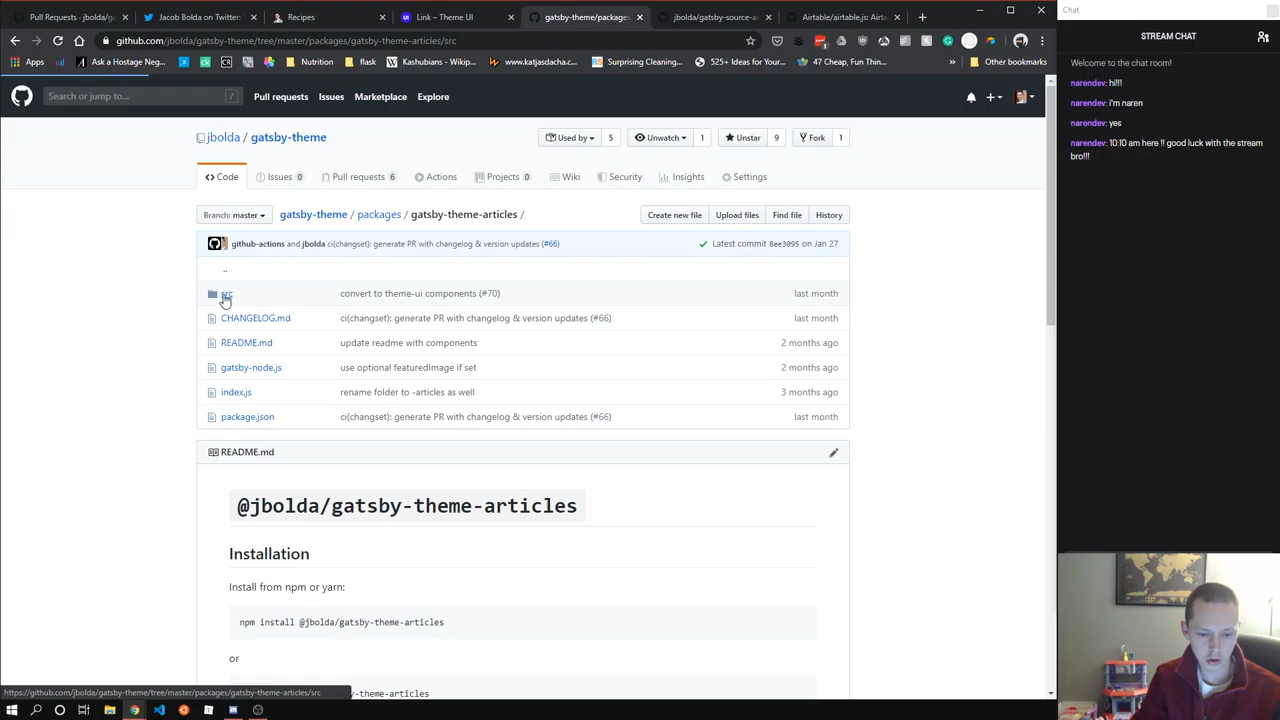 Pull Requests · jbolda/g
Jacob Bolda on Twitter:
Recipes
Link – Theme UI
gatsby-theme/packages
jbolda/gatsby-source-a
Airtable/airtable.js: Airta
github.com/jbolda/gatsby-theme/tree/master/packages/gatsby-theme-articles/src
Apps
Ask a Hostage Neg...
Nutrition
flask
Kashubians - Wikip...
www.katjasdacha.c...
Surprising Cleaning...
525+ Ideas for Your...
47 Cheap, Fun Thin...
»
Other bookmarks
Search or jump to...
/
Pull requests
Issues
Marketplace
Explore
jbolda / gatsby-theme
Used by
5
Unwatch
1
Unstar
9
Fork
1
Code
Issues 0
Pull requests 6
Actions
Projects 0
Wiki
Security
Insights
Settings
Branch: master
gatsby-theme / packages / gatsby-theme-articles /
Create new file
Upload files
Find file
History
github-actions and jbolda ci(changset): generate PR with changelog & version updates (#66)
Latest commit 8ee3095 on Jan 27
..
src
convert to theme-ui components (#70)
last month
CHANGELOG.md
ci(changset): generate PR with changelog & version updates (#66)
last month
README.md
update readme with components
2 months ago
gatsby-node.js
use optional featuredImage if set
2 months ago
index.js
rename folder to -articles as well
3 months ago
package.json
ci(changset): generate PR with changelog & version updates (#66)
last month
README.md
@jbolda/gatsby-theme-articles
Installation
Install from npm or yarn:
npm install @jbolda/gatsby-theme-articles
or
y-theme-articles
https://github.com/jbolda/gatsby-theme/tree/master/packages/gatsby-theme-articles/src
Chat
STREAM CHAT
Welcome to the chat room!
narendev: hi!!!
narendev: i'm naren
narendev: yes
narendev: 10:10 am here !! good luck with the stream
bro!!!